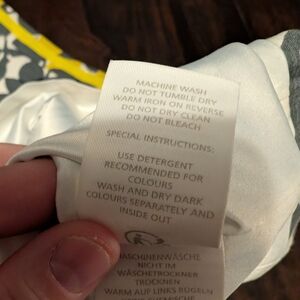 MACHINE WASH
DO NOT TUMBLE DRY
WARM IRON ON REVERSE
DO NOT DRY CLEAN
DO NOT BLEACH
SPECIAL INSTRUCTIONS:
USE DETERGENT
RECOMMENDED FOR
COLOURS
WASH AND DRY DARK
COLOURS SEPARATELY AND
INSIDE OUT
MASCHINENWÄSCHE
NICHT IM
WÄSCHETROCKNER
TROCKNEN
WARM AUF LINKS BÜGELN